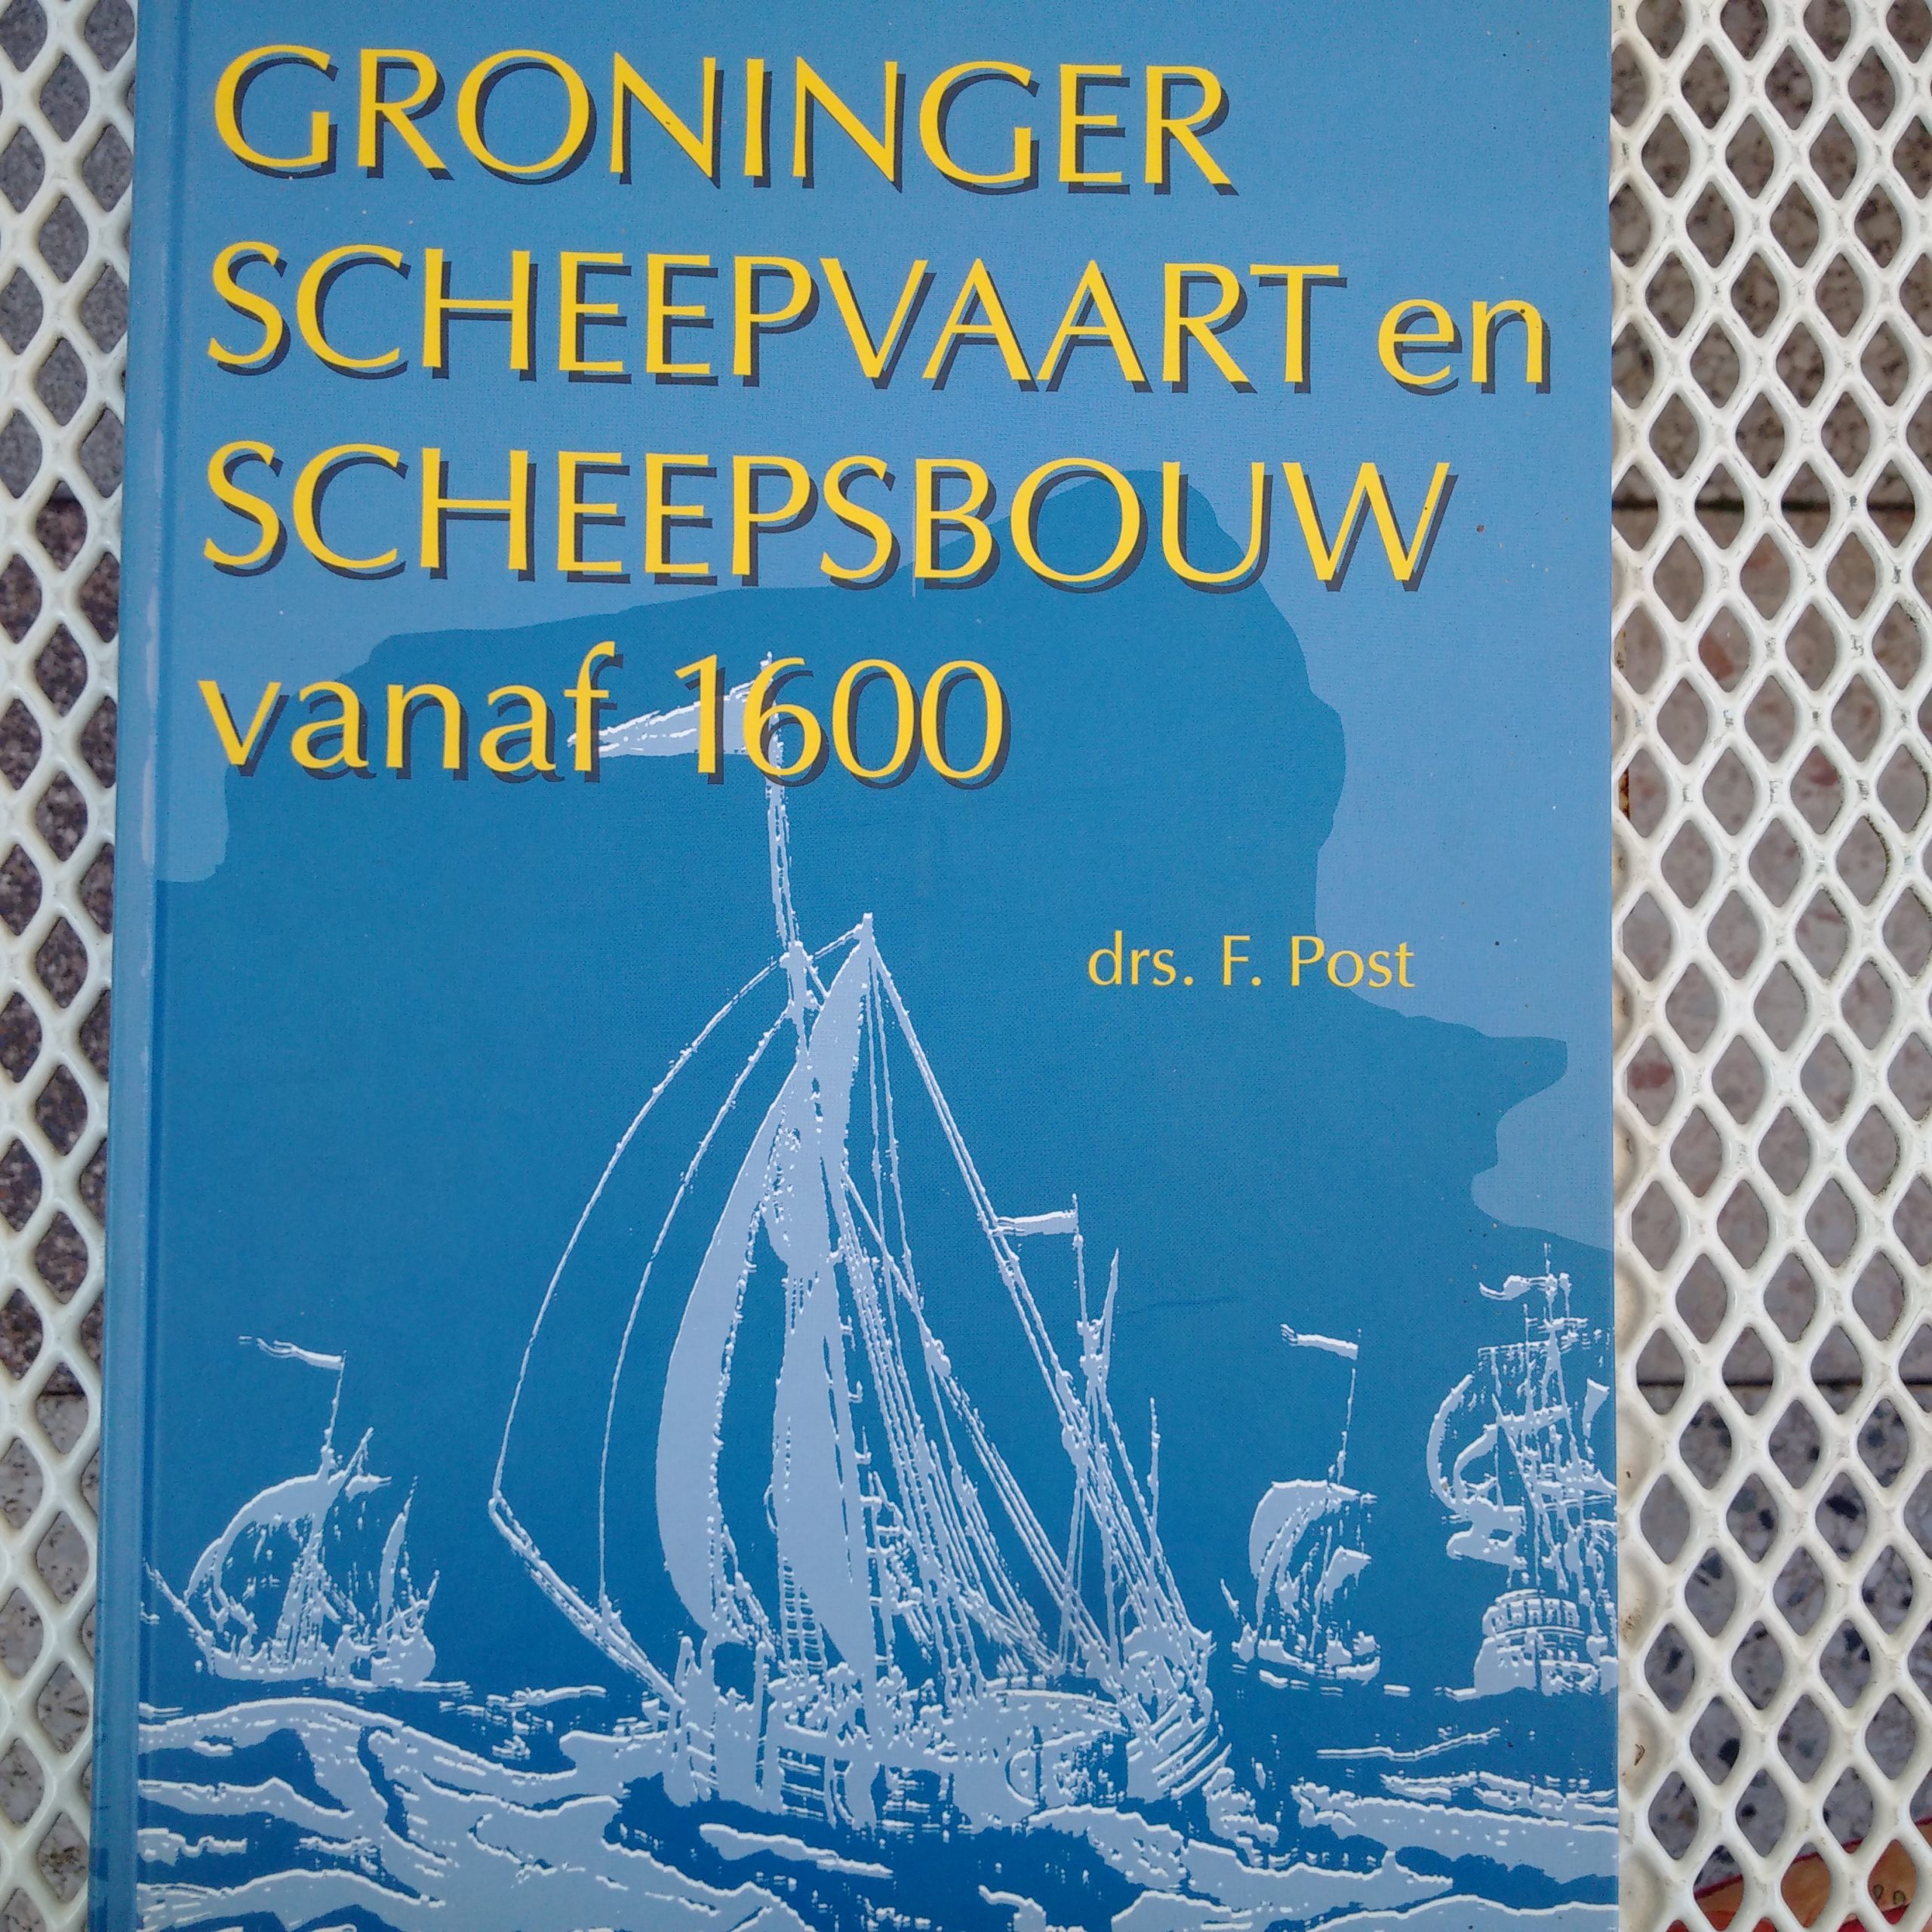 GRONINGER
SCHEEPVAART en
SCHEEPSBOUW
vanaf 1600
drs. F. Post